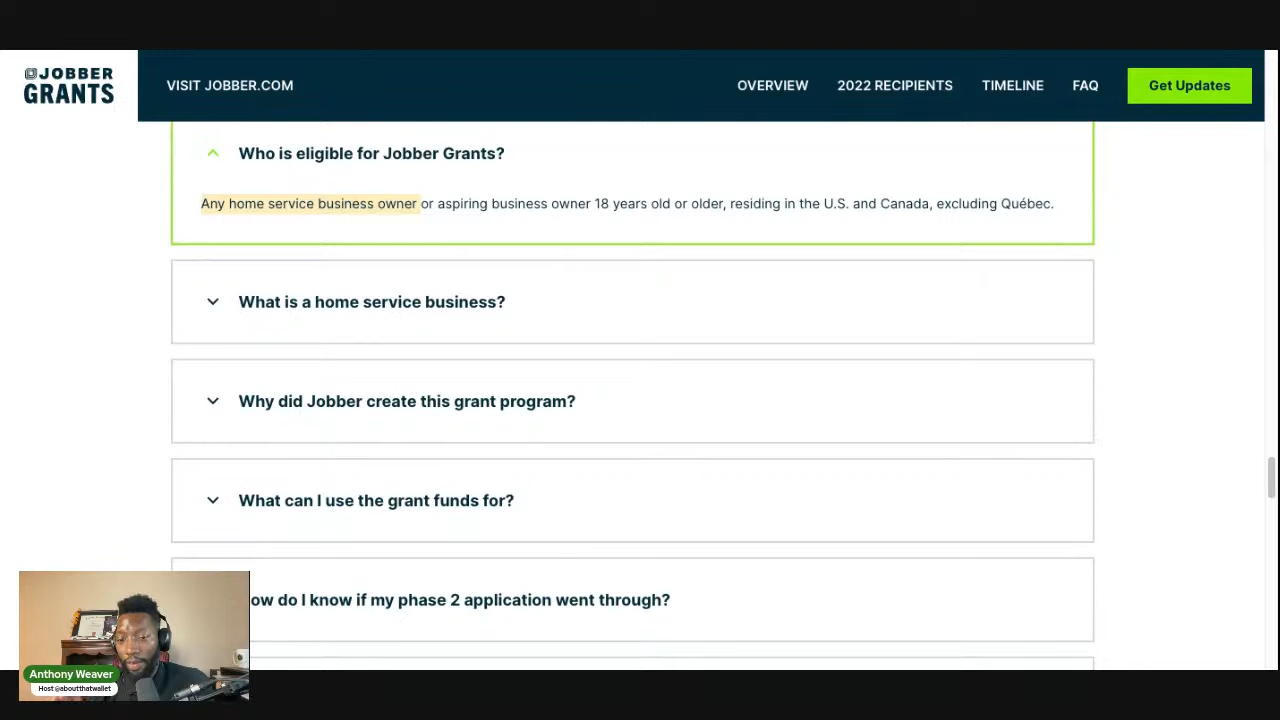 JOBBER
GRANTS
VISIT JOBBER.COM
OVERVIEW
2022 RECIPIENTS
TIMELINE
FAQ
Get Updates
Who is eligible for Jobber Grants?
Any home service business owner or aspiring business owner 18 years old or older, residing in the U.S. and Canada, excluding Québec.
What is a home service business?
Why did Jobber create this grant program?
What can I use the grant funds for?
ow do I know if my phase 2 application went through?
Anthony Weaver
Host @aboutthatwallet